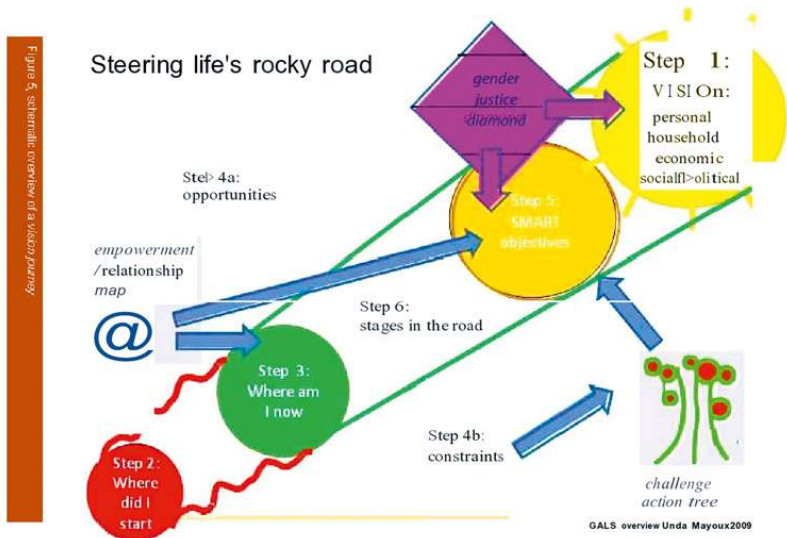 Figure 5, schematic overview of a vision journey
Steering life's rocky road
gender
justice
diamond
Step 1:
VISIOn:
personal
household
economic
socialfl>olitical
Stel> 4a:
opportunities
Step 5:
SMART
objectives
empowerment
/relationship
map
@
Step 6:
stages in the road
Step 3:
Where am
I now
Step 4b:
constraints
Step 2:
Where
did I
start
challenge
action tree
GALS overview Unda Mayoux2009